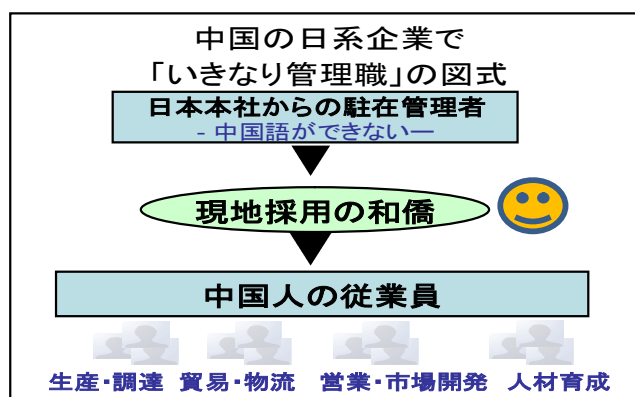 中国の日系企業で
「いきなり管理職」の図式
日本本社からの駐在管理者
- 中国語ができないー
現地採用の和僑
中国人の従業員
生産・調達 貿易・物流 営業・市場開発 人材育成